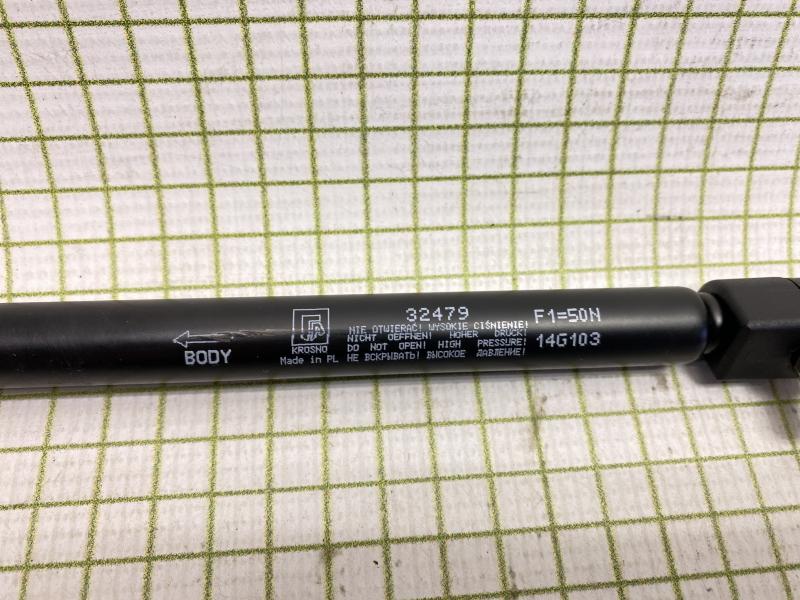 BODY
KROSNO
Made in PL
32479
NIE OTWIERAĆ! WYSOKIE CIŚNIENIE!
NICHT OEFFNEN! HOHER DRUCK!
DO NOT OPEN! HIGH PRESSURE!
НЕ ВСКРЫВАТЬ! ВЫСОКОЕ ДАВЛЕНИЕ!
F1=50N
14G103